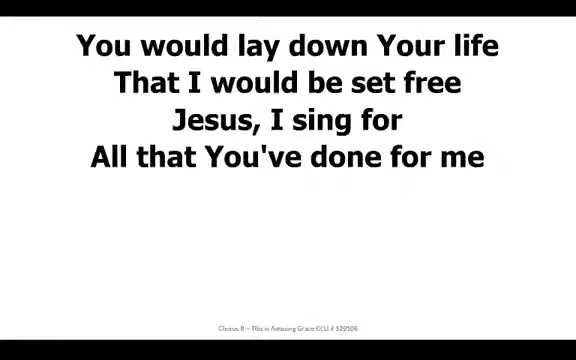 You would lay down Your life
That I would be set free
Jesus, I sing for
All that You've done for me
Chorus B – This is Amazing Grace CCLI # 329106